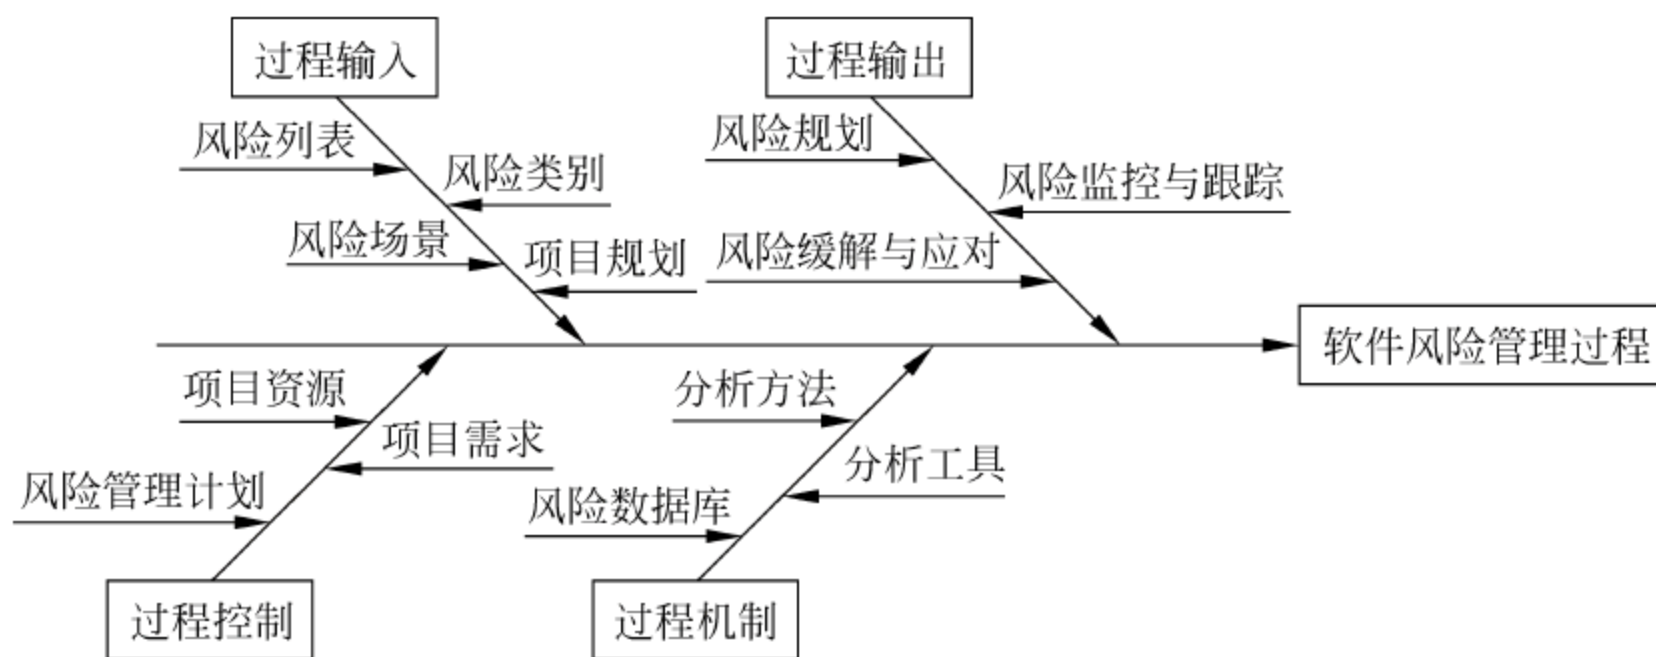 过程输入
过程输出
风险列表
风险类别
风险场景
项目规划
风险规划
风险监控与跟踪
风险缓解与应对
软件风险管理过程
项目资源
项目需求
风险管理计划
分析方法
分析工具
风险数据库
过程控制
过程机制